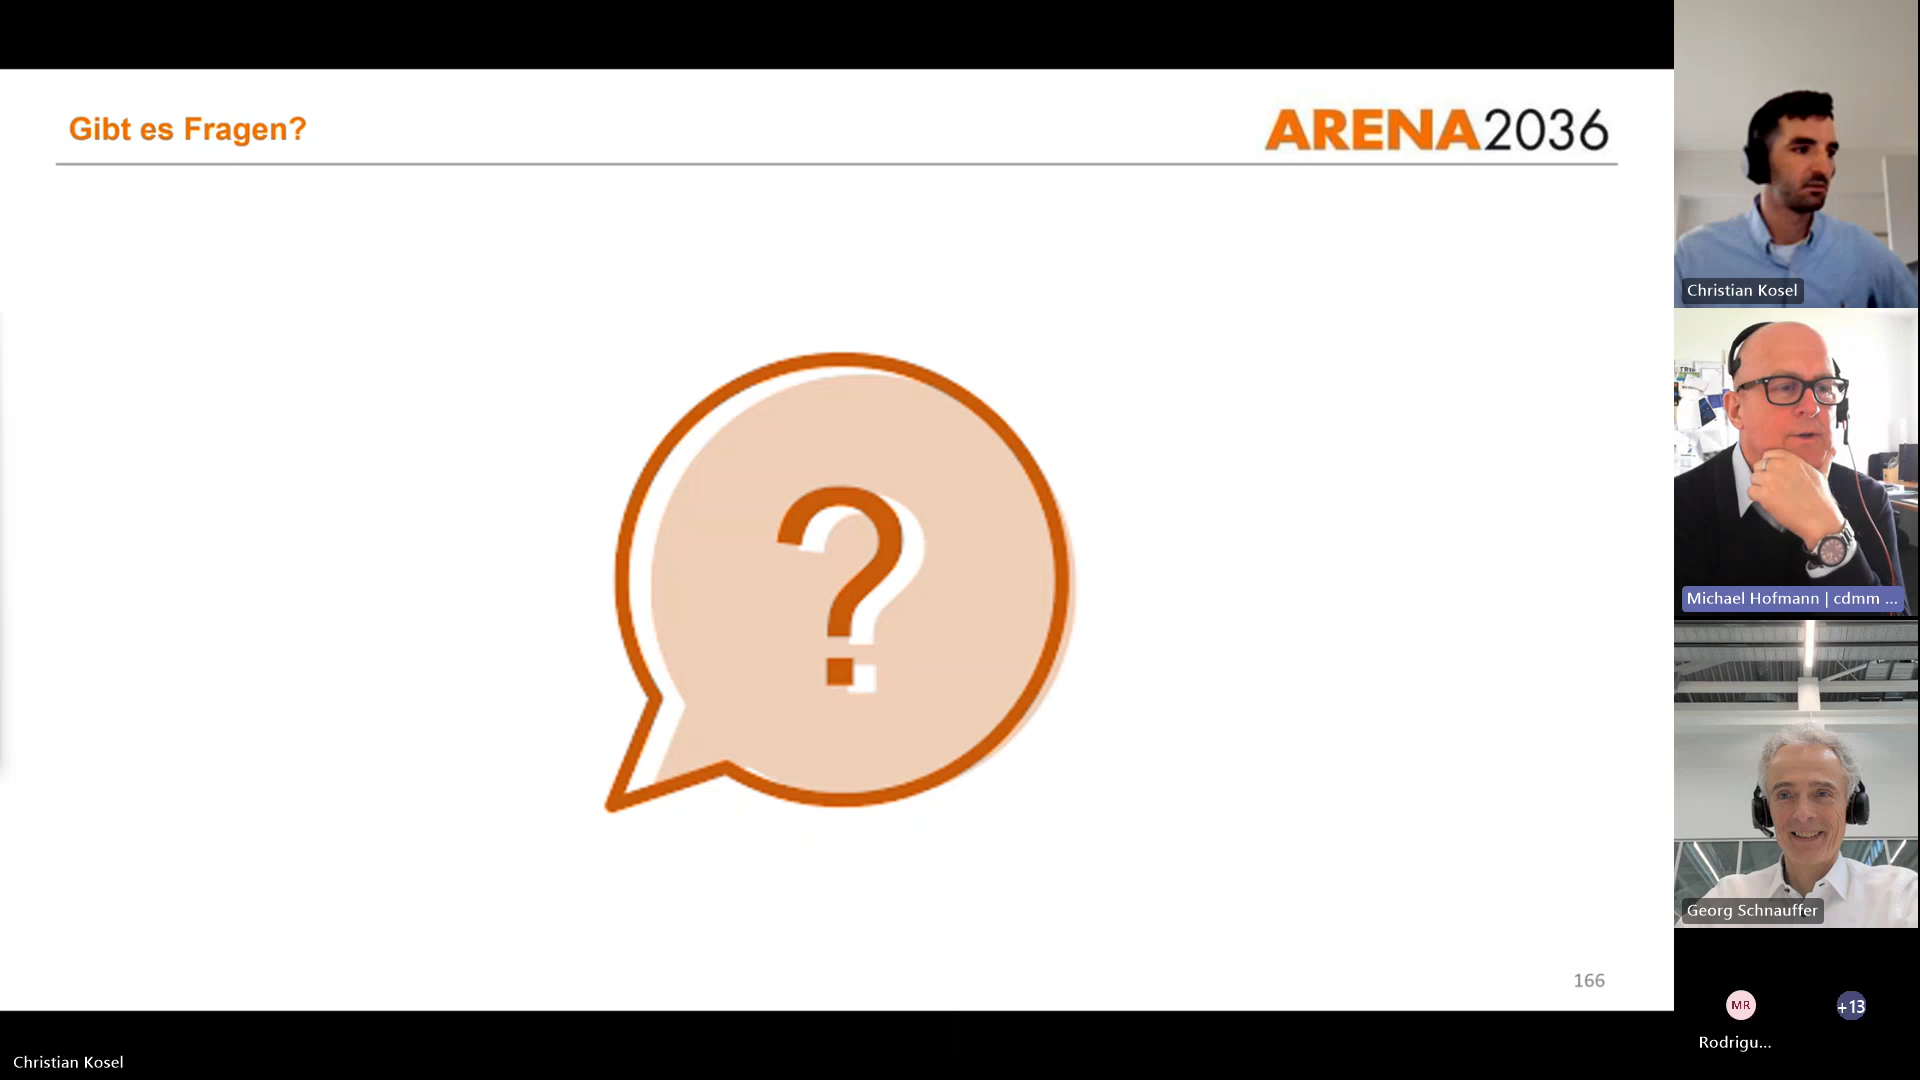 Gibt es Fragen?
ARENA2036
?
166
Christian Kosel
Christian Kosel
Michael Hofmann | cdmm ...
Georg Schnauffer
MR
+13
Rodrigu...